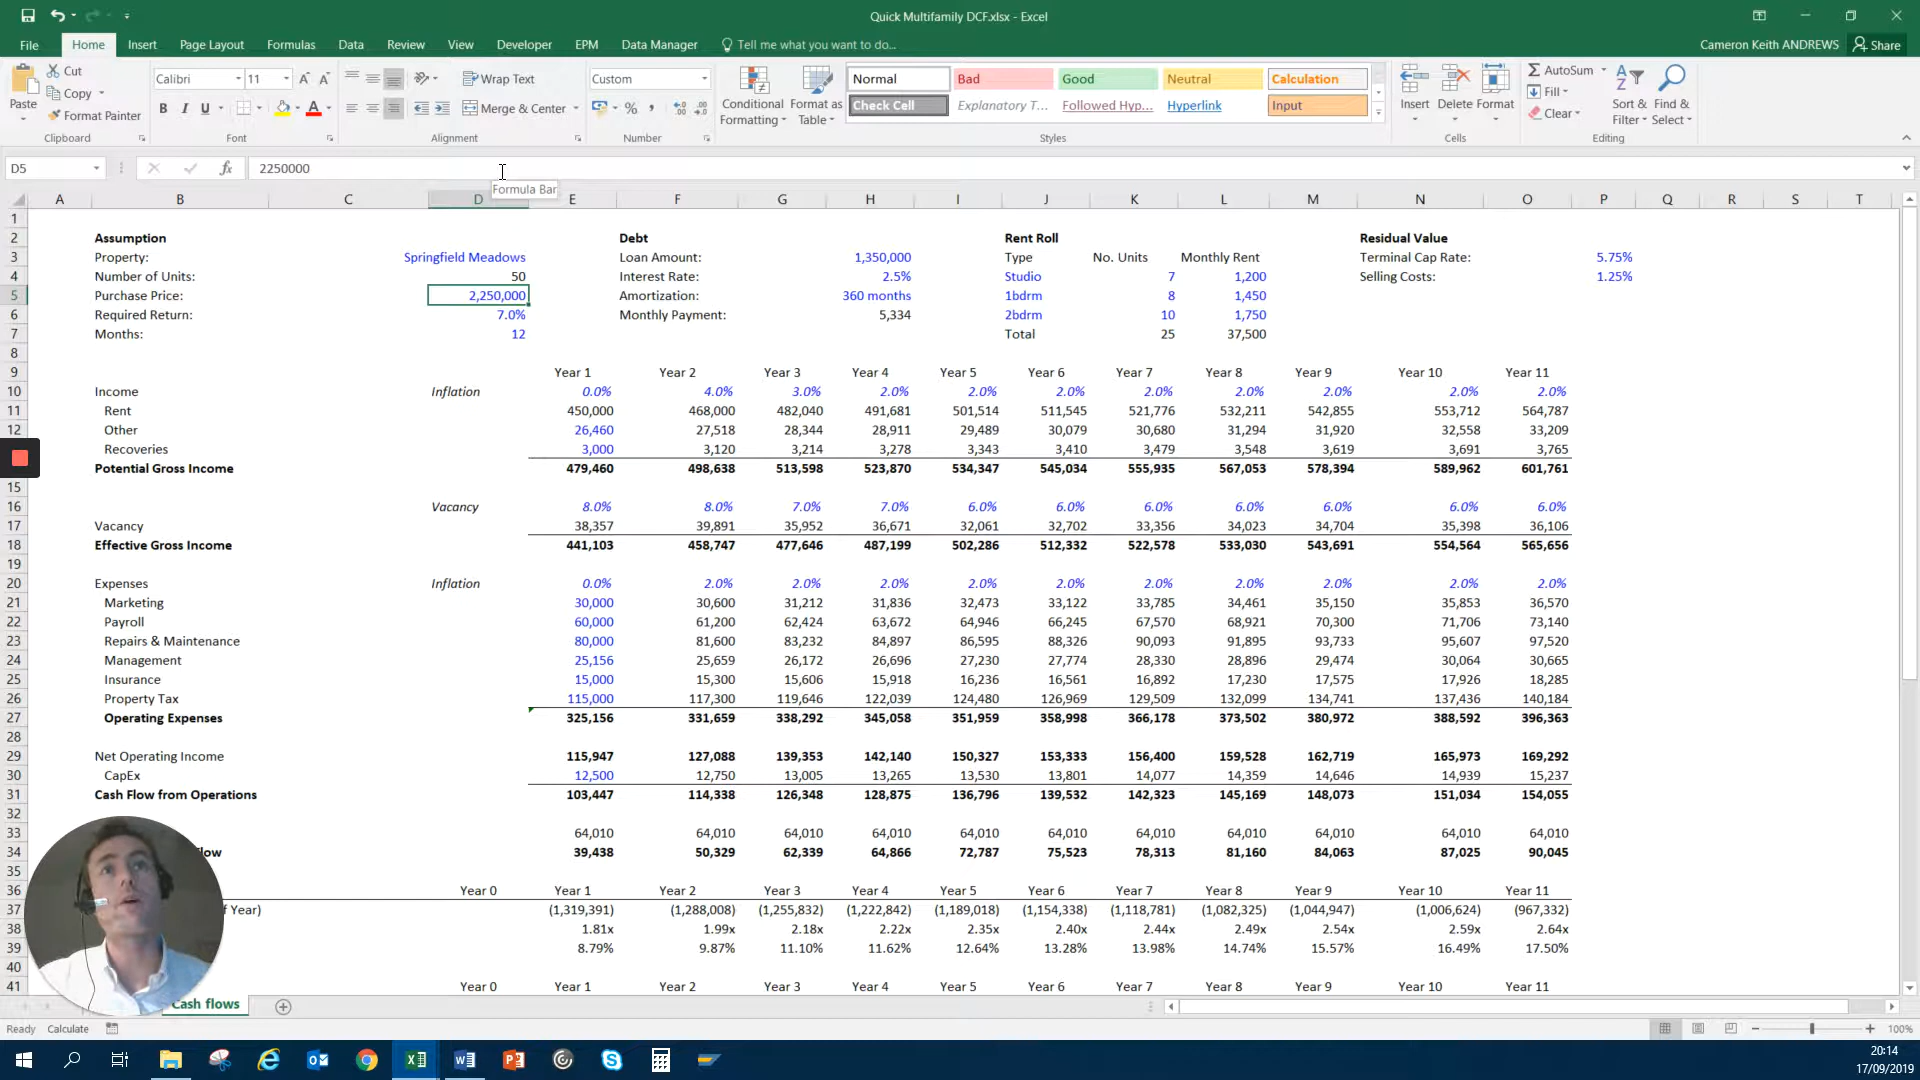 Quick Multifamily DCF.xlsx - Excel
File Home Insert Page Layout Formulas Data Review View Developer EPM Data Manager Tell me what you want to do... Cameron Keith ANDREWS Share
Paste Cut Copy Format Painter Clipboard
Calibri 11 B I U A Font
Wrap Text Merge & Center Alignment
Custom % Number
Conditional Formatting Format as Table
Normal Bad Good Neutral Calculation
Check Cell Explanatory T... Followed Hyp... Hyperlink Input
Styles
Insert Delete Format Cells
AutoSum Fill Clear Sort & Filter Find & Select Editing
D5 fx 2250000
Formula Bar
A B C D E F G H I J K L M N O P Q R S T
1
2 Assumption Debt Rent Roll Residual Value
3 Property: Springfield Meadows Loan Amount: 1,350,000 Type No. Units Monthly Rent Terminal Cap Rate: 5.75%
4 Number of Units: 50 Interest Rate: 2.5% Studio 7 1,200 Selling Costs: 1.25%
5 Purchase Price: 2,250,000 Amortization: 360 months 1bdrm 8 1,450
6 Required Return: 7.0% Monthly Payment: 5,334 2bdrm 10 1,750
7 Months: 12 Total 25 37,500
8
9 Year 1 Year 2 Year 3 Year 4 Year 5 Year 6 Year 7 Year 8 Year 9 Year 10 Year 11
10 Income Inflation 0.0% 4.0% 3.0% 2.0% 2.0% 2.0% 2.0% 2.0% 2.0% 2.0% 2.0%
11 Rent 450,000 468,000 482,040 491,681 501,514 511,545 521,776 532,211 542,855 553,712 564,787
12 Other 26,460 27,518 28,344 28,911 29,489 30,079 30,680 31,294 31,920 32,558 33,209
Recoveries 3,000 3,120 3,214 3,278 3,343 3,410 3,479 3,548 3,619 3,691 3,765
Potential Gross Income 479,460 498,638 513,598 523,870 534,347 545,034 555,935 567,053 578,394 589,962 601,761
15
16 Vacancy 8.0% 8.0% 7.0% 7.0% 6.0% 6.0% 6.0% 6.0% 6.0% 6.0% 6.0%
17 Vacancy 38,357 39,891 35,952 36,671 32,061 32,702 33,356 34,023 34,704 35,398 36,106
18 Effective Gross Income 441,103 458,747 477,646 487,199 502,286 512,332 522,578 533,030 543,691 554,564 565,656
19
20 Expenses Inflation 0.0% 2.0% 2.0% 2.0% 2.0% 2.0% 2.0% 2.0% 2.0% 2.0% 2.0%
21 Marketing 30,000 30,600 31,212 31,836 32,473 33,122 33,785 34,461 35,150 35,853 36,570
22 Payroll 60,000 61,200 62,424 63,672 64,946 66,245 67,570 68,921 70,300 71,706 73,140
23 Repairs & Maintenance 80,000 81,600 83,232 84,897 86,595 88,326 90,093 91,895 93,733 95,607 97,520
24 Management 25,156 25,659 26,172 26,696 27,230 27,774 28,330 28,896 29,474 30,064 30,665
25 Insurance 15,000 15,300 15,606 15,918 16,236 16,561 16,892 17,230 17,575 17,926 18,285
26 Property Tax 115,000 117,300 119,646 122,039 124,480 126,969 129,509 132,099 134,741 137,436 140,184
27 Operating Expenses 325,156 331,659 338,292 345,058 351,959 358,998 366,178 373,502 380,972 388,592 396,363
28
29 Net Operating Income 115,947 127,088 139,353 142,140 150,327 153,333 156,400 159,528 162,719 165,973 169,292
30 CapEx 12,500 12,750 13,005 13,265 13,530 13,801 14,077 14,359 14,646 14,939 15,237
31 Cash Flow from Operations 103,447 114,338 126,348 128,875 136,796 139,532 142,323 145,169 148,073 151,034 154,055
32
33 64,010 64,010 64,010 64,010 64,010 64,010 64,010 64,010 64,010 64,010 64,010
34 flow 39,438 50,329 62,339 64,866 72,787 75,523 78,313 81,160 84,063 87,025 90,045
35
36 Year 0 Year 1 Year 2 Year 3 Year 4 Year 5 Year 6 Year 7 Year 8 Year 9 Year 10 Year 11
37 f Year) (1,319,391) (1,288,008) (1,255,832) (1,222,842) (1,189,018) (1,154,338) (1,118,781) (1,082,325) (1,044,947) (1,006,624) (967,332)
38 1.81x 1.99x 2.18x 2.22x 2.35x 2.40x 2.44x 2.49x 2.54x 2.59x 2.64x
39 8.79% 9.87% 11.10% 11.62% 12.64% 13.28% 13.98% 14.74% 15.57% 16.49% 17.50%
40
41 Year 0 Year 1 Year 2 Year 3 Year 4 Year 5 Year 6 Year 7 Year 8 Year 9 Year 10 Year 11
Cash flows
Ready Calculate 100%
20:14
17/09/2019